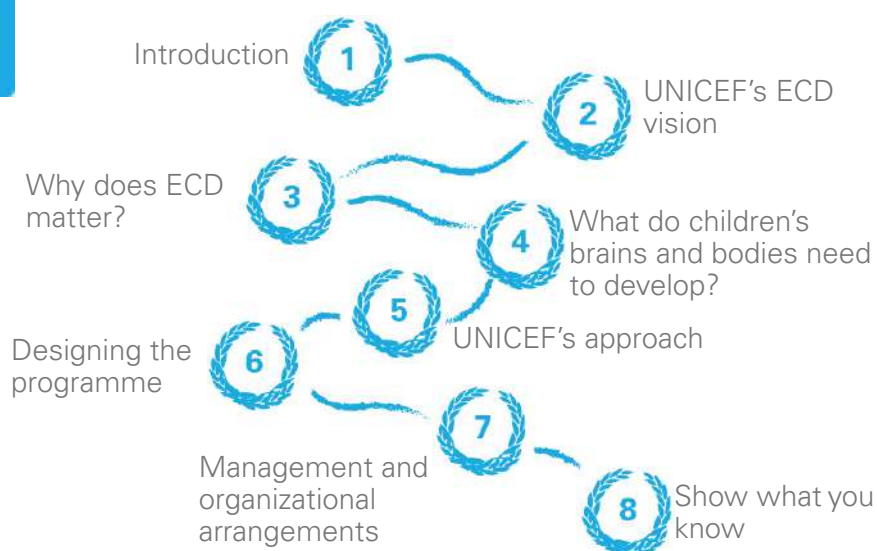 Introduction
1
2
UNICEF's ECD
vision
Why does ECD
matter?
3
4
What do children's
brains and bodies need
to develop?
5
UNICEF's approach
Designing the
programme
6
7
Management and
organizational
arrangements
8
Show what you
know